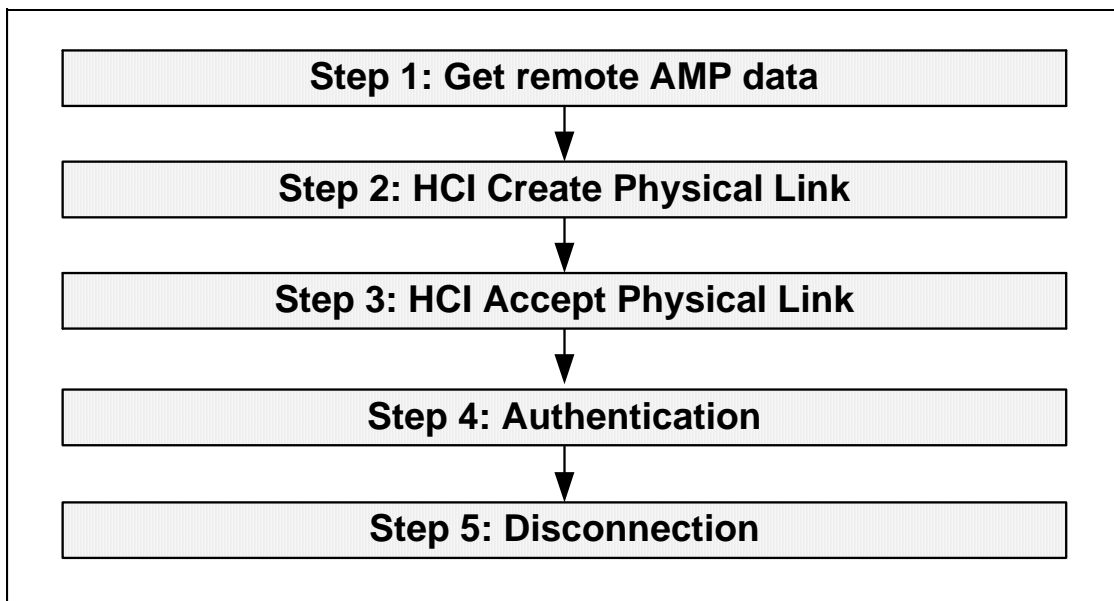 Step 1: Get remote AMP data
Step 2: HCI Create Physical Link
Step 3: HCI Accept Physical Link
Step 4: Authentication
Step 5: Disconnection